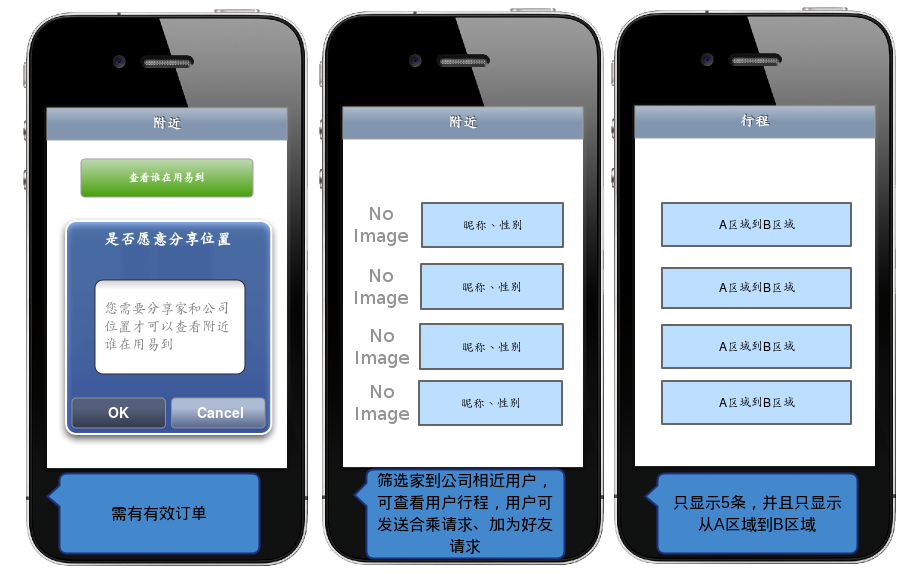 附近
查看谁在用易到
是否愿意分享位置
您需要分享家和公司
位置才可以查看附近
谁在用易到
OK
Cancel
需有有效订单
附近
No
Image
昵称、性别
No
Image
昵称、性别
No
Image
昵称、性别
No
Image
昵称、性别
筛选家到公司相近用户，
可查看用户行程，用户可
发送合乘请求、加为好友
请求
行程
A区域到B区域
A区域到B区域
A区域到B区域
A区域到B区域
只显示5条，并且只显示
从A区域到B区域